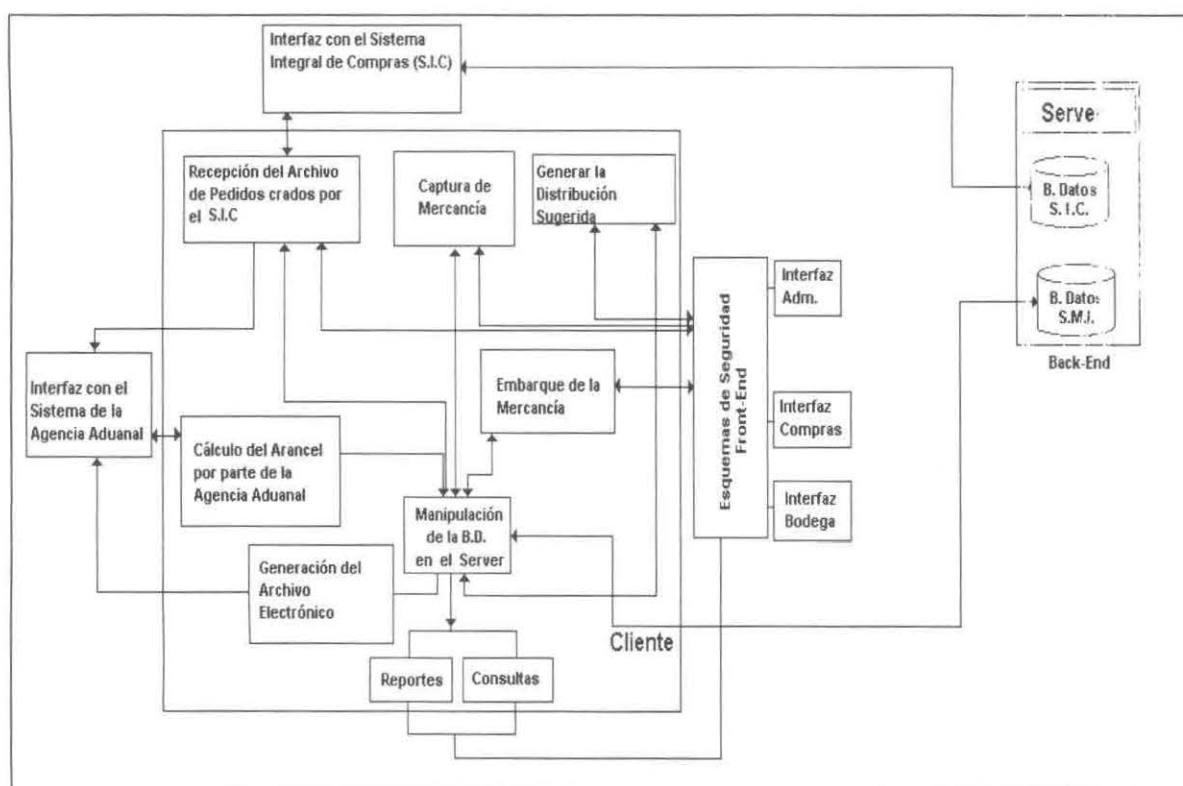 Interfaz con el Sistema
Integral de Compras (S.I.C)
Serve
Recepción del Archivo
de Pedidos crados por
el S.I.C
Captura de
Mercancía
Generar la
Distribución
Sugerida
B. Datos
S. I.C.
Interfaz
Adm.
B. Datos
S.M.I.
Back-End
Esquemas de Seguridad
Front-End
Interfaz con el
Sistema de la
Agencia Aduanal
Embarque de la
Mercancía
Interfaz
Compras
Cálculo del Arancel
por parte de la
Agencia Aduanal
Interfaz
Bodega
Manipulación
de la B.D.
en el Server
Generación del
Archivo
Electrónico
Cliente
Reportes
Consultas